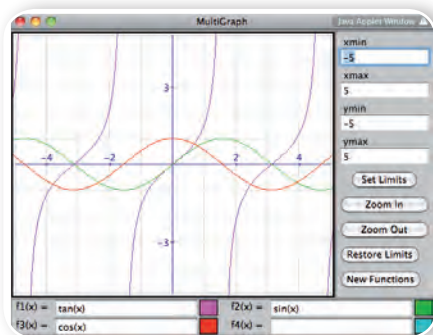 MultiGraph
Java Applet Window
xmin
-5
xmax
5
ymin
-5
ymax
5
Set Limits
Zoom In
Zoom Out
Restore Limits
New Functions
3
-4 -2 2 4
-3
f1(x) = tan(x) f2(x) = sin(x)
f3(x) = cos(x) f4(x) =